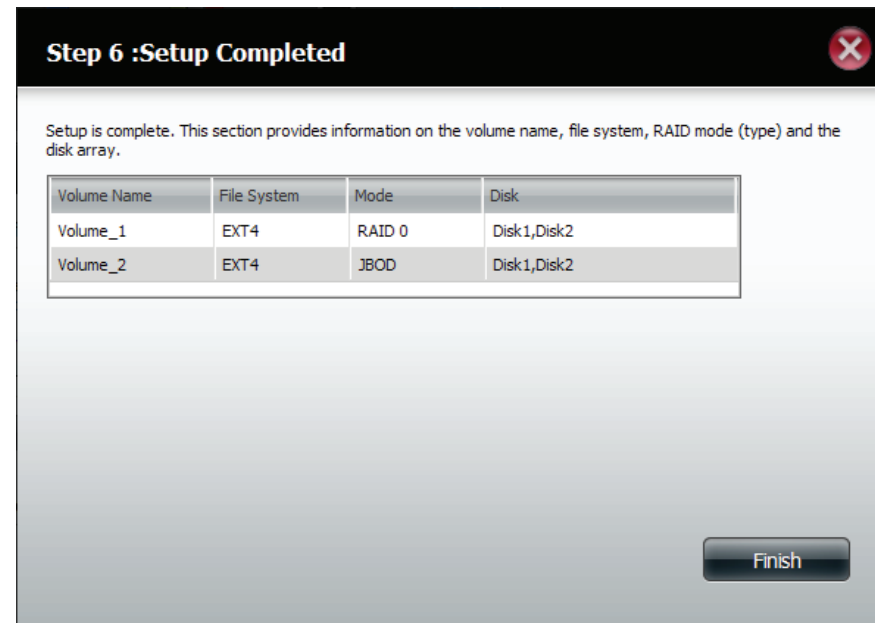 Step 6 :Setup Completed
Setup is complete. This section provides information on the volume name, file system, RAID mode (type) and the
disk array.
Volume Name File System Mode Disk
Volume_1 EXT4 RAID 0 Disk1,Disk2
Volume_2 EXT4 JBOD Disk1,Disk2
Finish